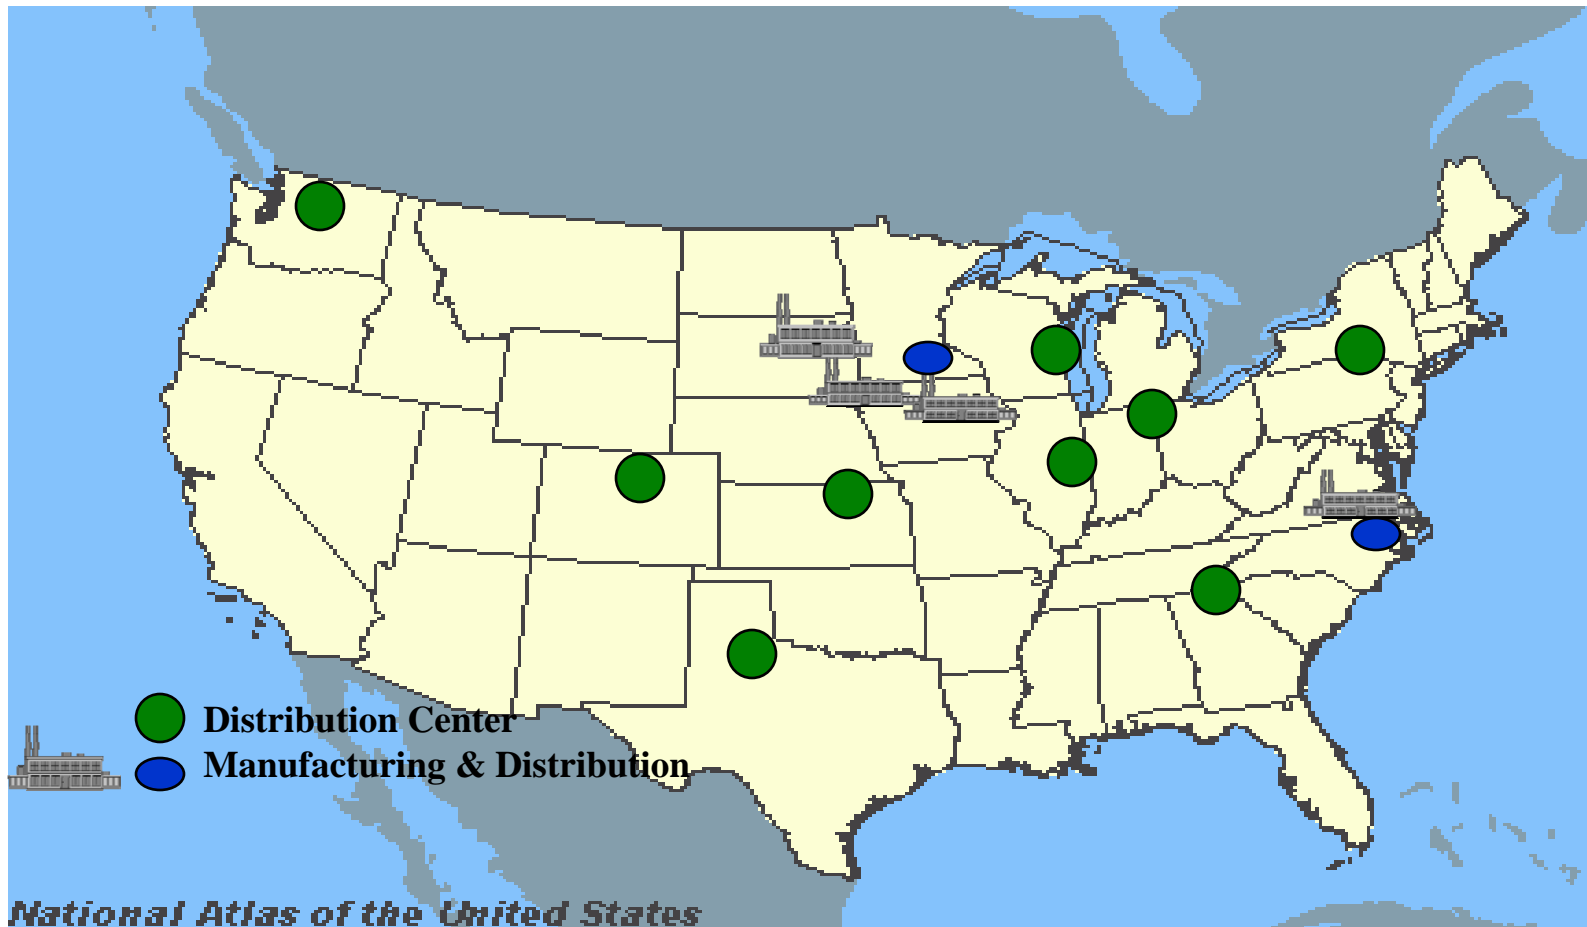 Distribution Center
Manufacturing & Distribution
National Atlas of the United States